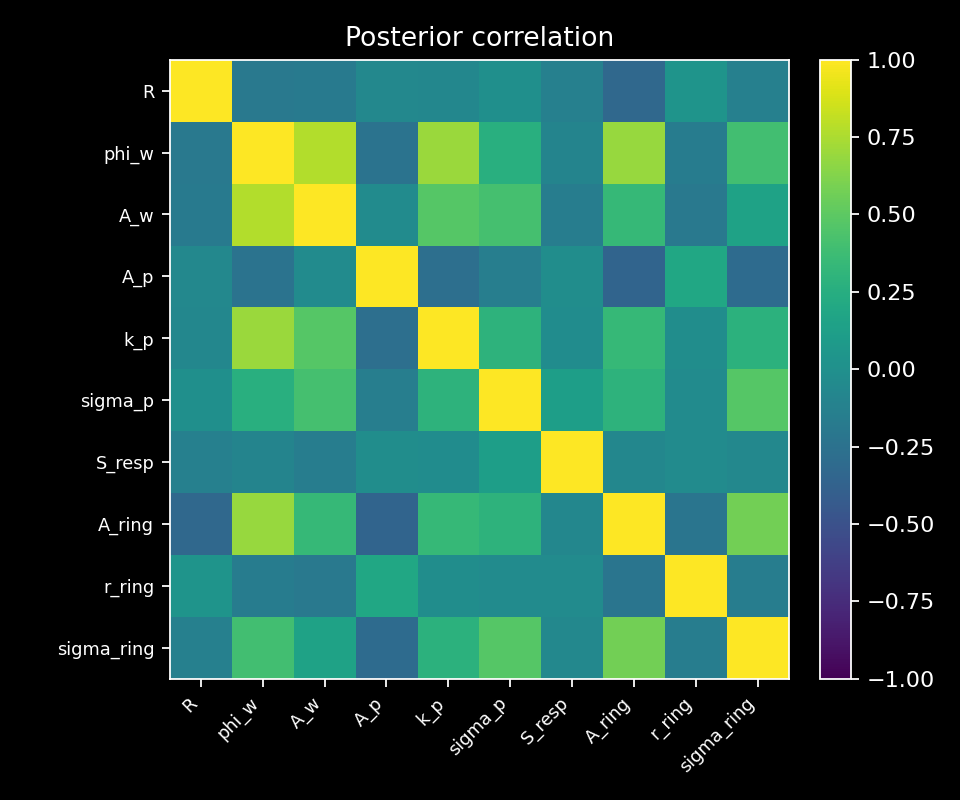 Posterior correlation
R
phi_w
A_w
A_p
k_p
sigma_p
S_resp
A_ring
r_ring
sigma_ring
R
phi_w
A_w
A_p
k_p
sigma_p
S_resp
A_ring
r_ring
sigma_ring
1.00
0.75
0.50
0.25
0.00
−0.25
−0.50
−0.75
−1.00